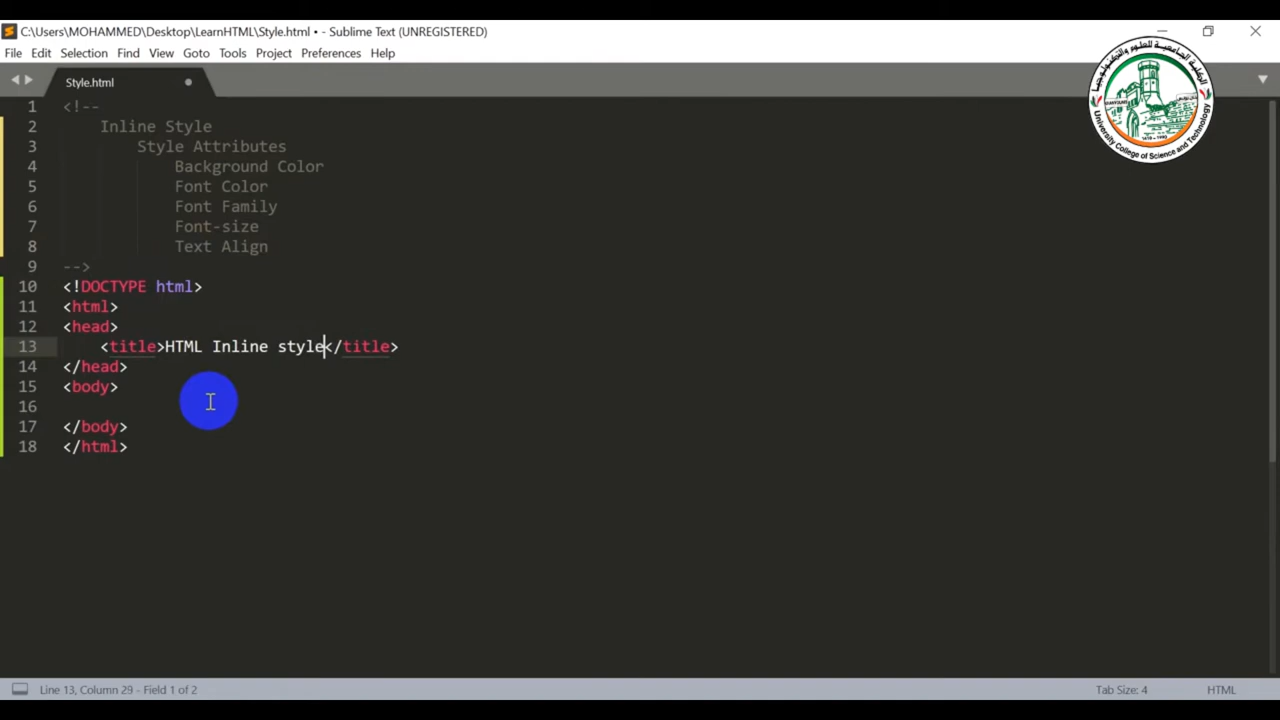 C:\Users\MOHAMMED\Desktop\LearnHTML\Style.html • - Sublime Text (UNREGISTERED)
File Edit Selection Find View Goto Tools Project Preferences Help
Style.html
1 <!--
2 Inline Style
3 Style Attributes
4 Background Color
5 Font Color
6 Font Family
7 Font-size
8 Text Align
9 -->
10 <!DOCTYPE html>
11 <html>
12 <head>
13 <title>HTML Inline style</title>
14 </head>
15 <body>
16
17 </body>
18 </html>
الكلية الجامعية للعلوم والتكنولوجيا
University College of Science and Technology
Line 13, Column 29 - Field 1 of 2
Tab Size: 4
HTML